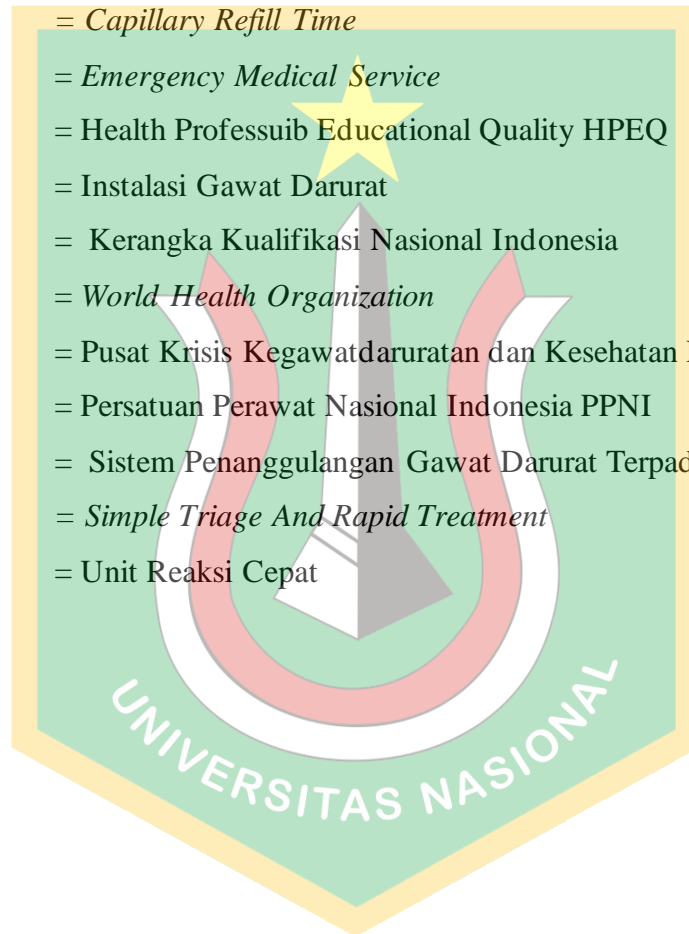 = Capillary Refill Time
= Emergency Medical Service
= Health Professuib Educational Quality HPEQ
= Instalasi Gawat Darurat
= Kerangka Kualifikasi Nasional Indonesia
= World Health Organization
= Pusat Krisis Kegawatdaruratan dan Kesehatan
= Persatuan Perawat Nasional Indonesia PPNI
= Sistem Penanggulangan Gawat Darurat Terpad
= Simple Triage And Rapid Treatment
= Unit Reaksi Cepat
UNIVERSITAS NASIONAL